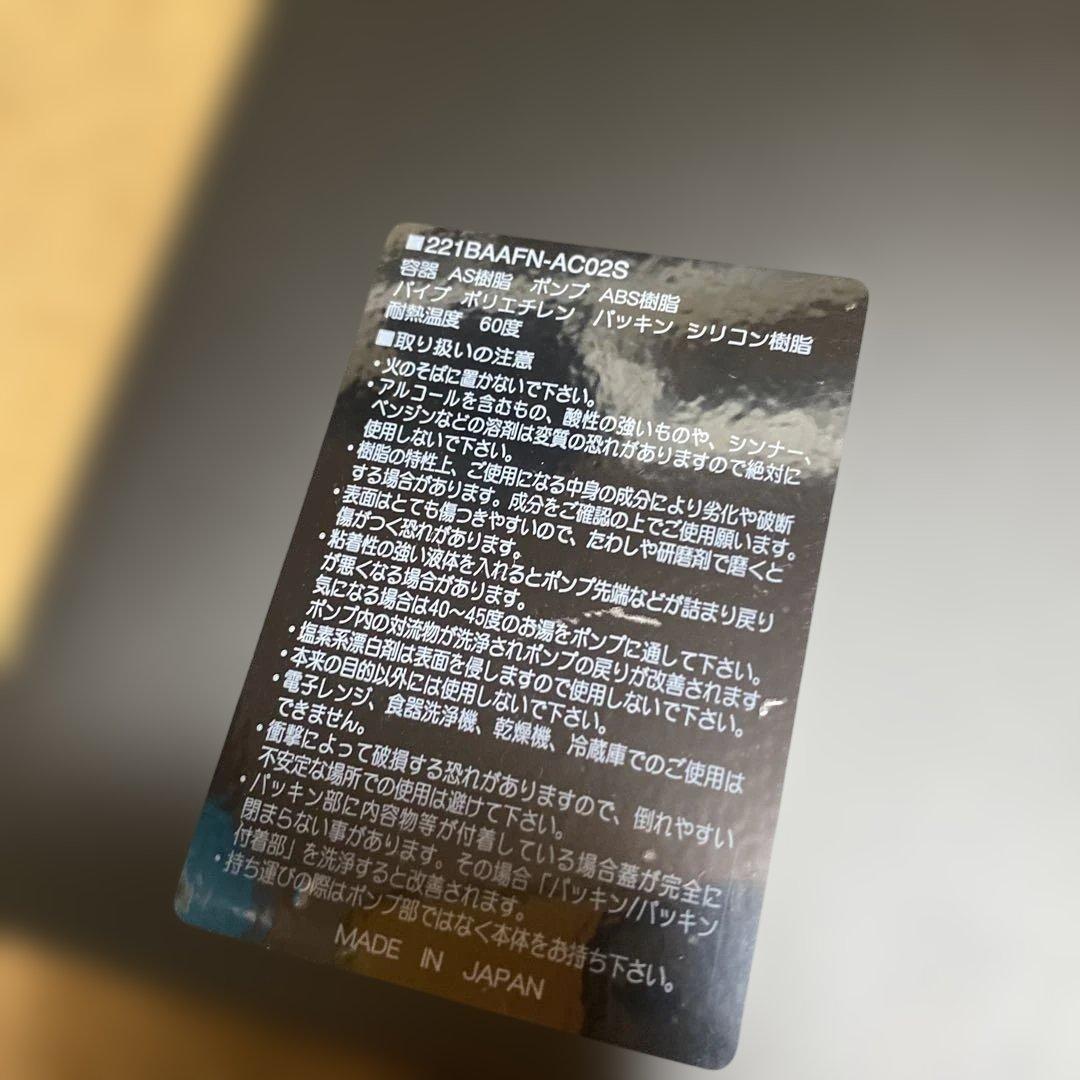 ■221BAAFN-AC02S
容器 AS樹脂 ポンプ ABS樹脂
パイプ ポリエチレン パッキン シリコン樹脂
耐熱温度 60度
■取り扱いの注意
・火のそばに置かないで下さい。
・アルコールを含むもの、酸性の強いものや、シンナー、
ベンジンなどの溶剤は変質の恐れがありますので絶対に
使用しないで下さい。
・樹脂の特性上、ご使用になる中身の成分により劣化や破断
する場合があります。成分をご確認の上でご使用願います。
・表面はとても傷つきやすいので、たわしや研磨剤で磨くと
傷がつく恐れがあります。
・粘着性の強い液体を入れるとポンプ先端などが詰まり戻り
が悪くなる場合があります。
気になる場合は40〜45度のお湯をポンプに通して下さい。
ポンプ内の対流物が洗浄されポンプの戻りが改善されます。
・塩素系漂白剤は表面を侵しますので使用しないで下さい。
・本来の目的以外には使用しないで下さい。
・電子レンジ、食器洗浄機、乾燥機、冷蔵庫でのご使用は
できません。
・衝撃によって破損する恐れがありますので、倒れやすい
不安定な場所での使用は避けて下さい。
・パッキン部に内容物等が付着している場合蓋が完全に
閉まらない事があります。その場合「パッキン/パッキン
付着部」を洗浄すると改善されます。
・持ち運びの際はポンプ部ではなく本体をお持ち下さい。
MADE IN JAPAN